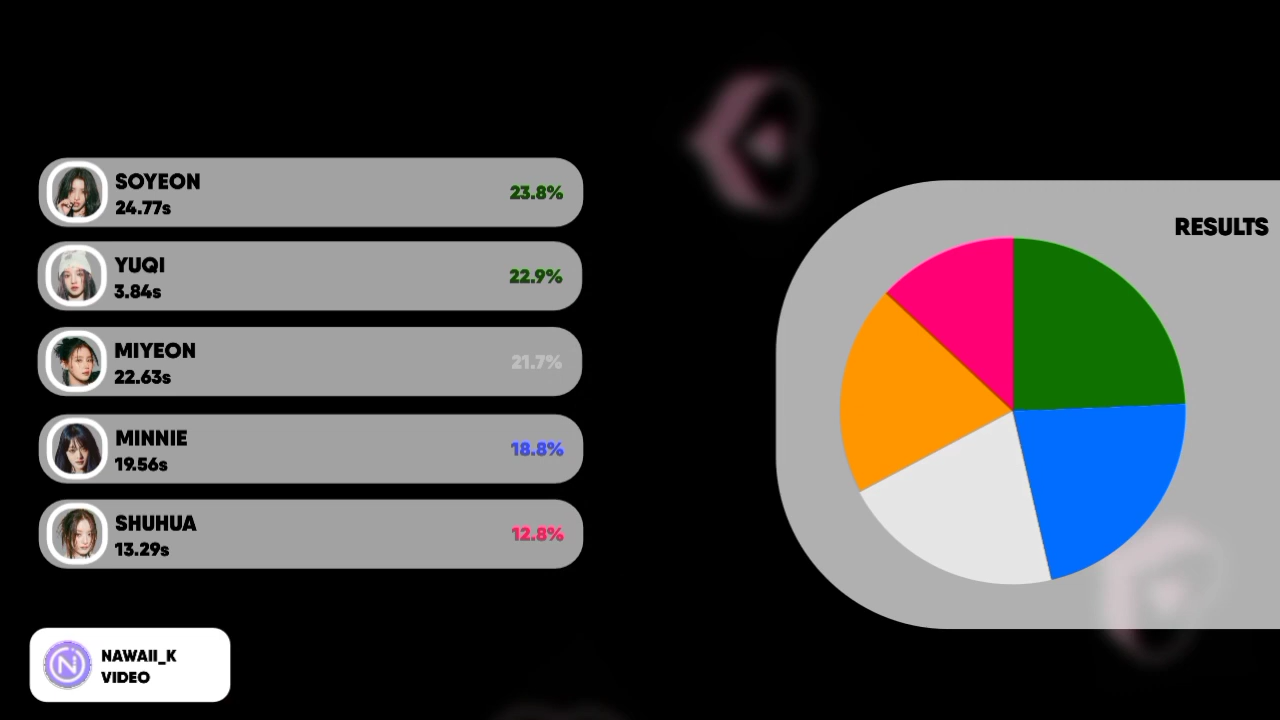 SOYEON
24.77s
23.8%
YUQI
3.84s
22.9%
MIYEON
22.63s
21.7%
MINNIE
19.56s
18.8%
SHUHUA
13.29s
12.8%
RESULTS
NAWAII_K
VIDEO